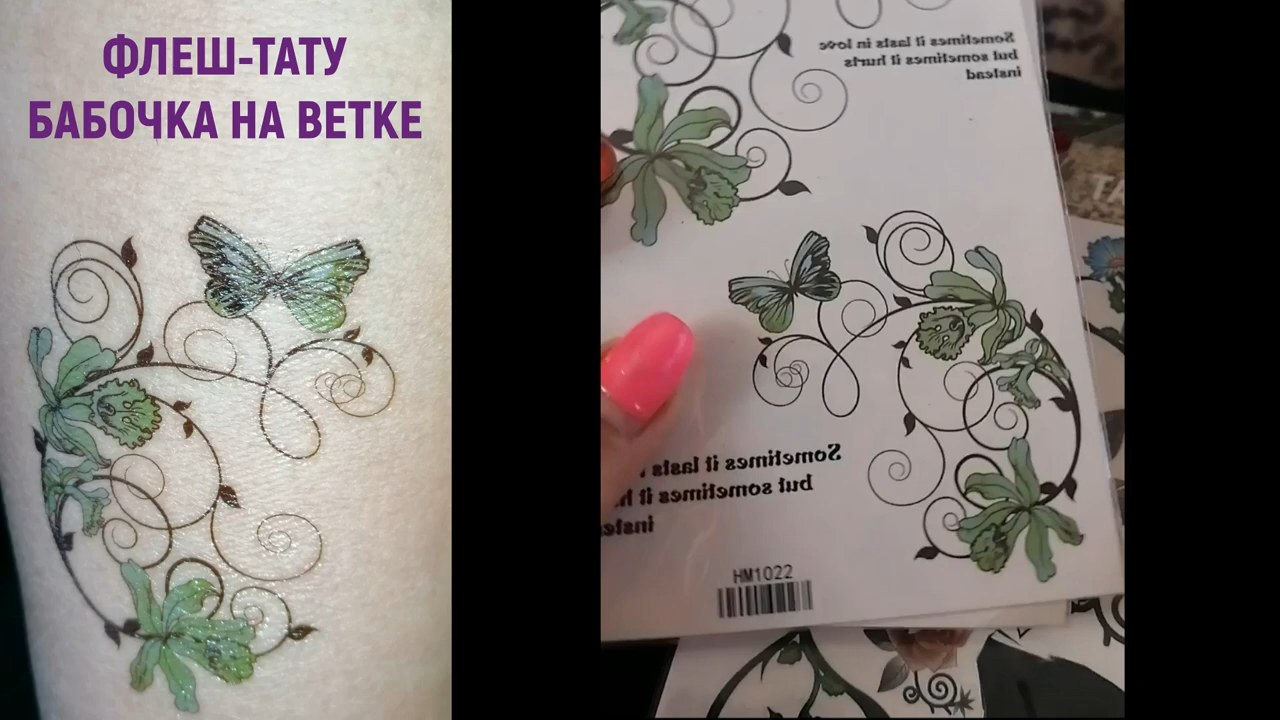 ФЛЕШ-ТАТУ
БАБОЧКА НА ВЕТКЕ
Sometimes it lasts in love
but sometimes it hurts
instead
Sometimes it lasts
but sometimes it
HM1022